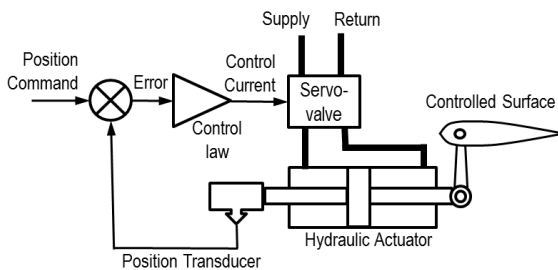 Supply
Return
Position
Command
Error
Control
Current
Control
law
Servo-
valve
Controlled Surface
Hydraulic Actuator
Position Transducer